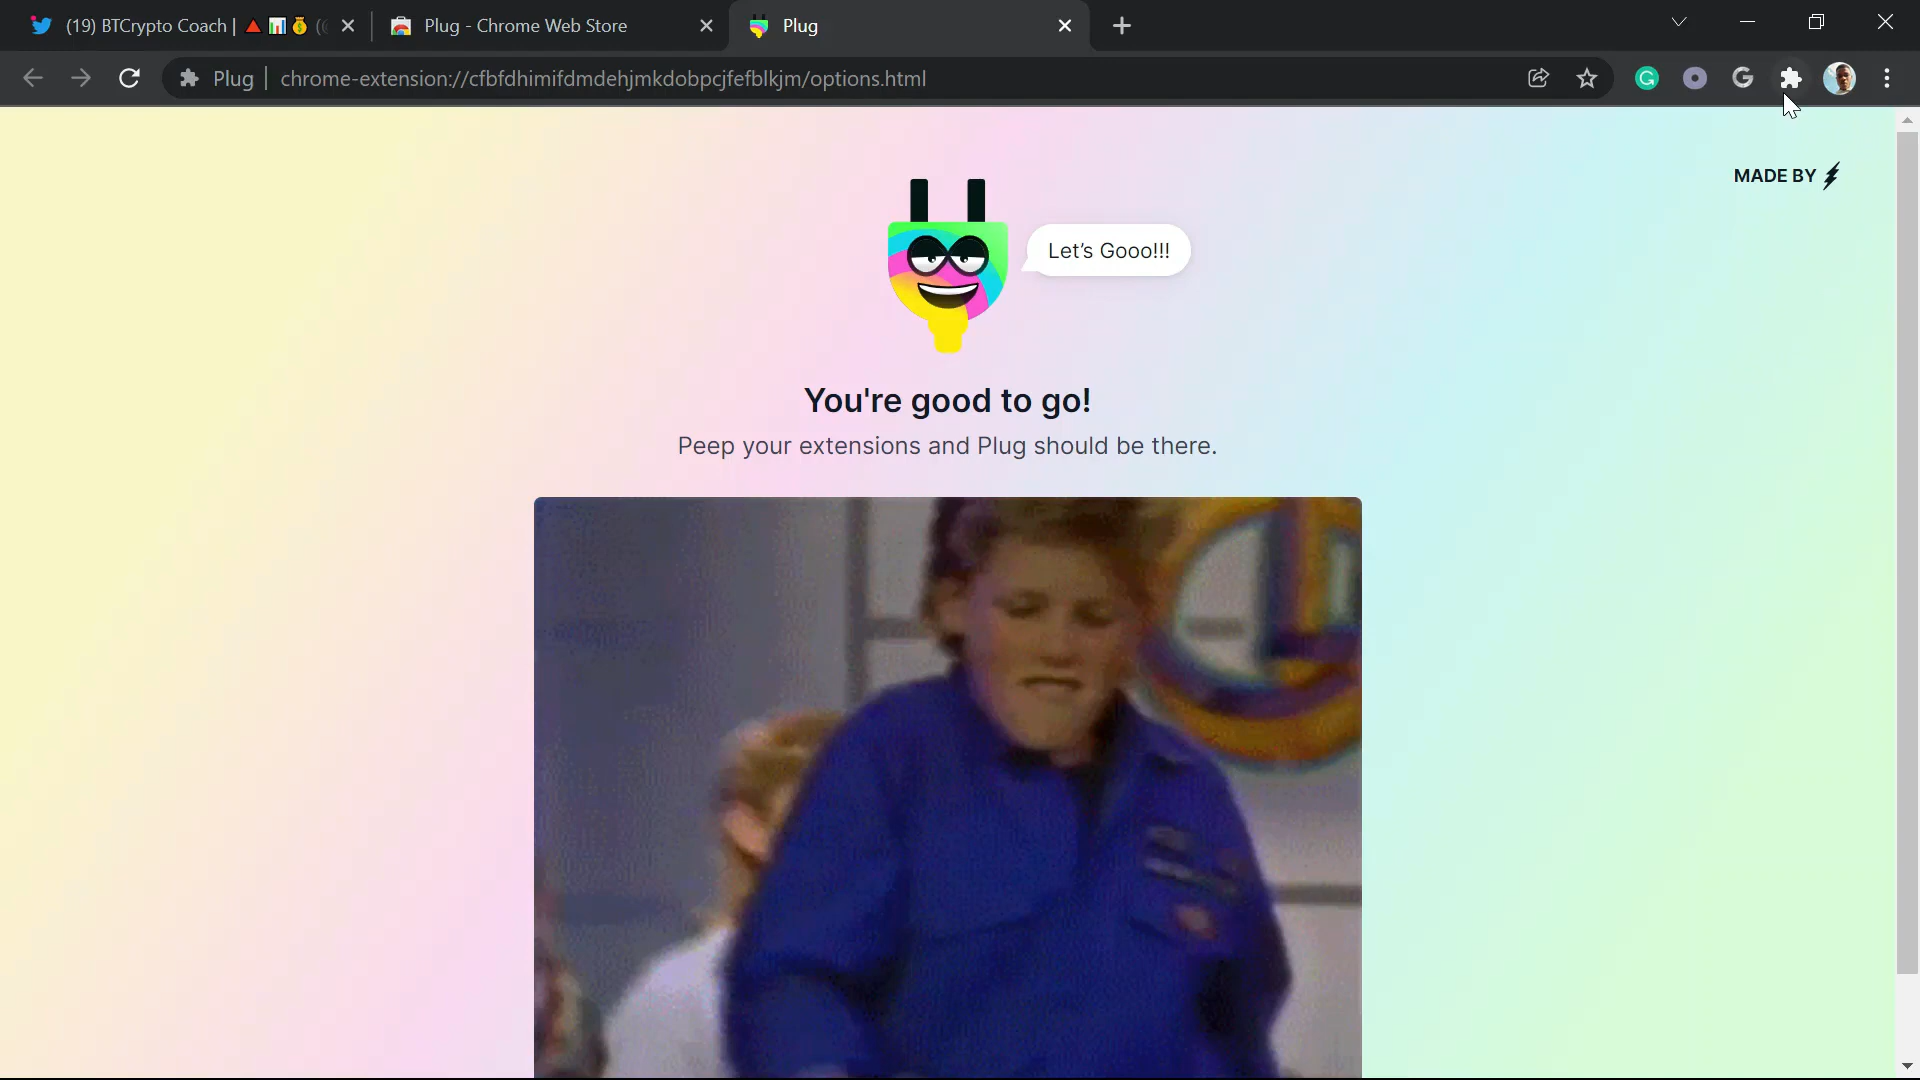 (19) BTCrypto Coach | 🔺📊💰 ((
Plug - Chrome Web Store
Plug
Plug | chrome-extension://cfbfdhimifdmdehjmkdobpcjfefblkjm/options.html
MADE BY
Let's Gooo!!!
You're good to go!
Peep your extensions and Plug should be there.